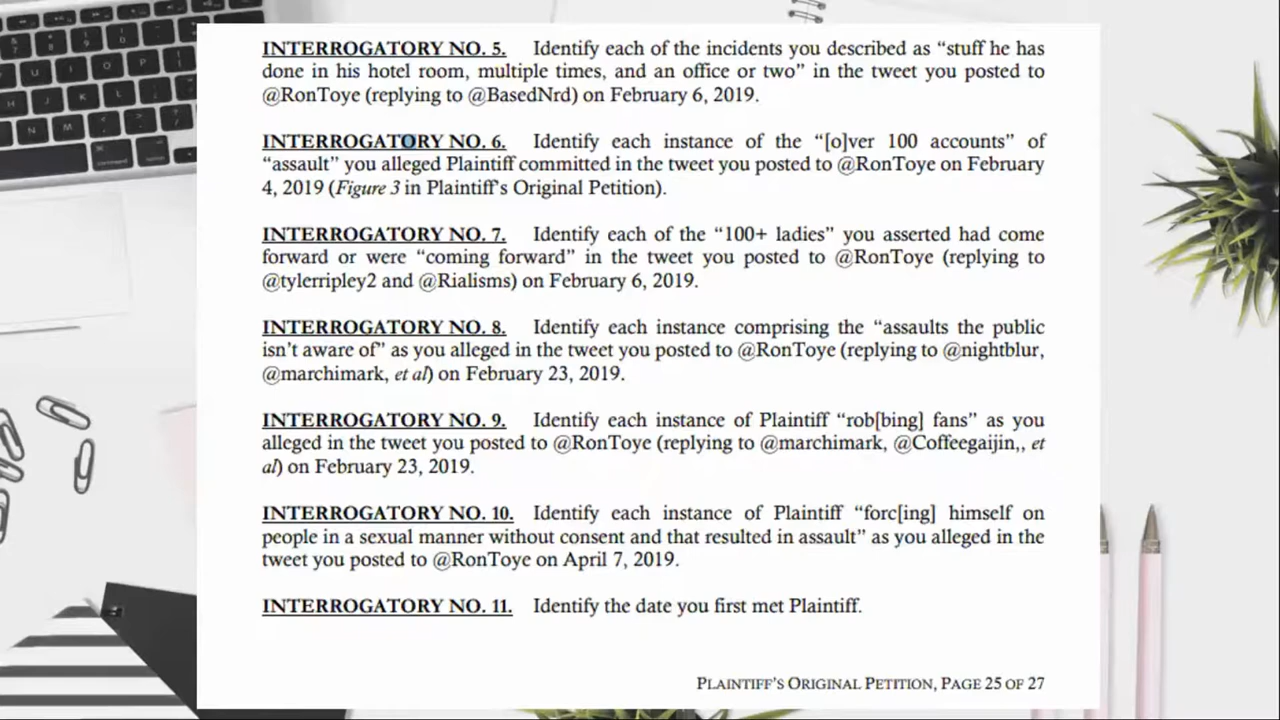 INTERROGATORY NO. 5. Identify each of the incidents you described as “stuff he has
done in his hotel room, multiple times, and an office or two” in the tweet you posted to
@RonToye (replying to @BasedNrd) on February 6, 2019.
INTERROGATORY NO. 6. Identify each instance of the “[o]ver 100 accounts” of
“assault” you alleged Plaintiff committed in the tweet you posted to @RonToye on February
4, 2019 (Figure 3 in Plaintiff’s Original Petition).
INTERROGATORY NO. 7. Identify each of the “100+ ladies” you asserted had come
forward or were “coming forward” in the tweet you posted to @RonToye (replying to
@tylerripley2 and @Rialisms) on February 6, 2019.
INTERROGATORY NO. 8. Identify each instance comprising the “assaults the public
isn’t aware of” as you alleged in the tweet you posted to @RonToye (replying to @nightblur,
@marchimark, et al) on February 23, 2019.
INTERROGATORY NO. 9. Identify each instance of Plaintiff “rob[bing] fans” as you
alleged in the tweet you posted to @RonToye (replying to @marchimark, @Coffeegaijin,, et
al) on February 23, 2019.
INTERROGATORY NO. 10. Identify each instance of Plaintiff “forc[ing] himself on
people in a sexual manner without consent and that resulted in assault” as you alleged in the
tweet you posted to @RonToye on April 7, 2019.
INTERROGATORY NO. 11. Identify the date you first met Plaintiff.
PLAINTIFF’S ORIGINAL PETITION, PAGE 25 OF 27